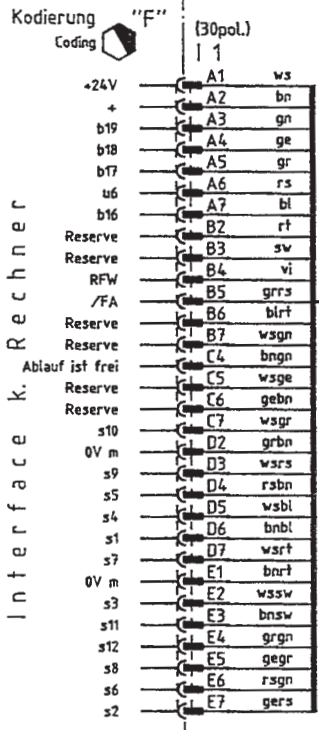 Kodierung "F"
Coding
(30pol.)
1
Interface k. Rechner
+24V A1 ws
+ A2 bn
b19 A3 gn
b18 A4 ge
b17 A5 gr
u6 A6 rs
b16 A7 bl
Reserve B2 rt
Reserve B3 sw
RFW B4 vi
/FA B5 grrs
Reserve B6 blrt
Reserve B7 wsgn
Ablauf ist frei C4 bngn
Reserve C5 wsge
Reserve C6 gebn
s10 C7 wsgr
0V m D2 grbn
s9 D3 wsrs
s5 D4 rsbn
s4 D5 wsbl
s1 D6 bnbl
s7 D7 wsrt
0V m E1 bnrt
s3 E2 wssw
s11 E3 bnsw
s12 E4 grgn
s8 E5 gegr
s6 E6 rsgn
s2 E7 gers